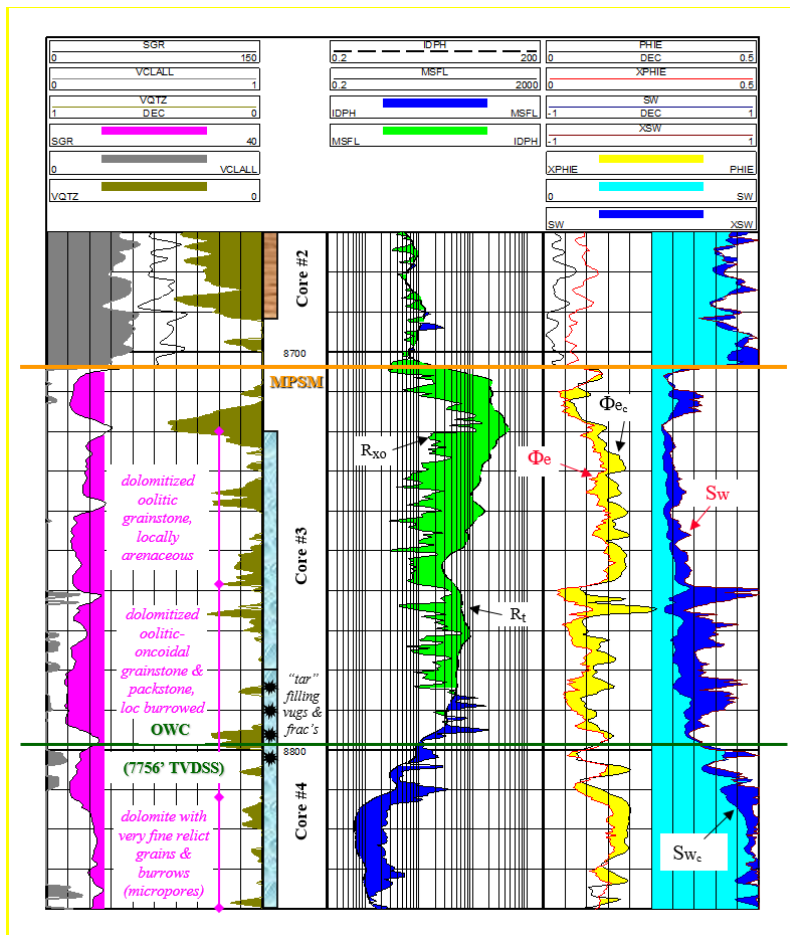 SGR
0 150
VCLALL
0 1
VQTZ
1 DEC 0
SGR 40
0 VCLALL
VQTZ 0
IDPH
0.2 200
MSFL
0.2 2000
IDPH MSFL
MSFL IDPH
PHIE
0 DEC 0.5
XPHIE
0 0.5
SW
-1 DEC 1
XSW
-1 1
XPHIE PHIE
0 SW
SW XSW
Core #2
8700
MPSM
Rxo
Φec
Φe
Sw
dolomitized
oolitic
grainstone,
locally
arenaceous
Core #3
Rt
dolomitized
oolitic-
oncoidal
grainstone &
packstone,
loc burrowed
"tar"
filling
vugs &
frac's
OWC
8800
(7756' TVDSS)
Core #4
dolomite with
very fine relict
grains &
burrows
(micropores)
Swc